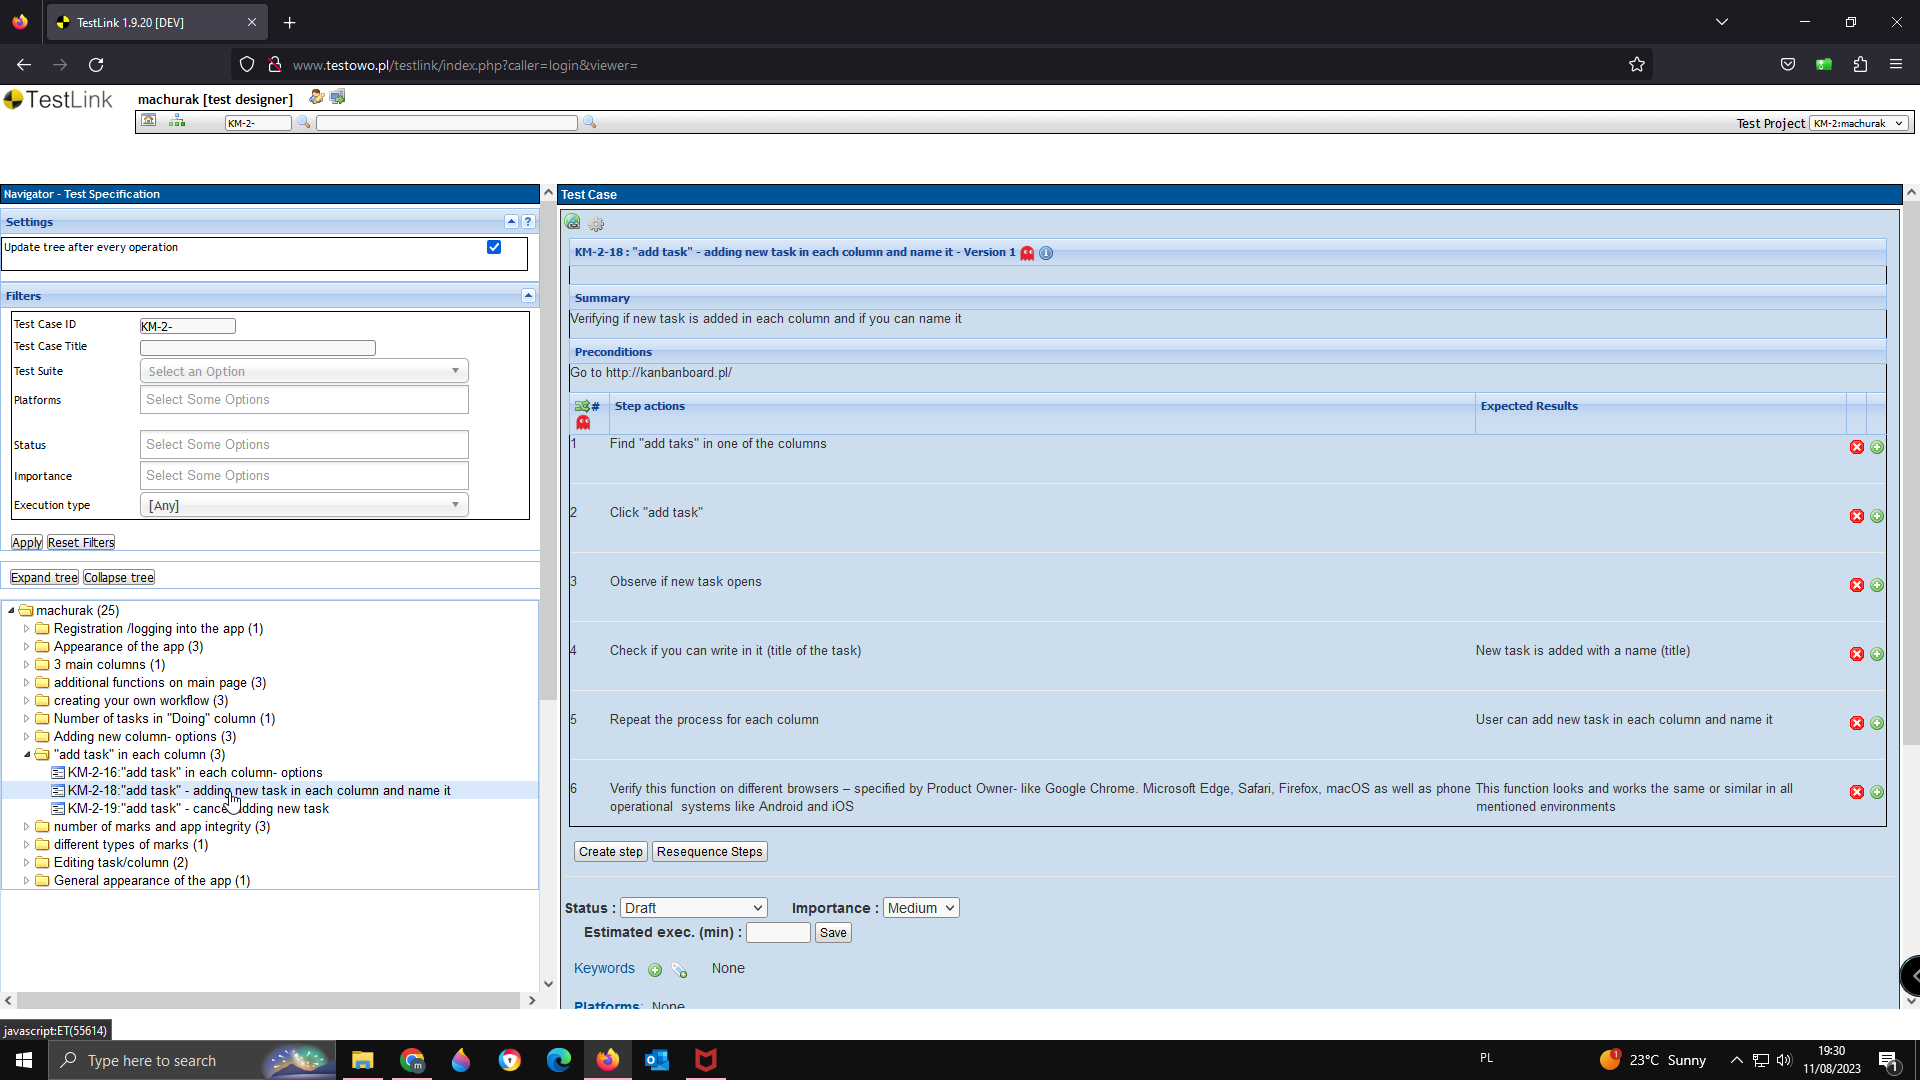 TestLink 1.9.20 [DEV]
www.testowo.pl/testlink/index.php?caller=login&viewer=
TestLink
machurak [test designer]
KM-2-
Test Project
KM-2:machurak
Navigator - Test Specification
Settings
Update tree after every operation
Filters
Test Case ID
KM-2-
Test Case Title
Test Suite
Select an Option
Platforms
Select Some Options
Status
Select Some Options
Importance
Select Some Options
Execution type
[Any]
Apply
Reset Filters
Expand tree
Collapse tree
machurak (25)
Registration /logging into the app (1)
Appearance of the app (3)
3 main columns (1)
additional functions on main page (3)
creating your own workflow (3)
Number of tasks in "Doing" column (1)
Adding new column- options (3)
"add task" in each column (3)
KM-2-16:"add task" in each column- options
KM-2-18:"add task" - adding new task in each column and name it
KM-2-19:"add task" - cancel adding new task
number of marks and app integrity (3)
different types of marks (1)
Editing task/column (2)
General appearance of the app (1)
Test Case
KM-2-18 : "add task" - adding new task in each column and name it - Version 1
Summary
Verifying if new task is added in each column and if you can name it
Preconditions
Go to http://kanbanboard.pl/
#
Step actions
Expected Results
1
Find "add taks" in one of the columns
2
Click "add task"
3
Observe if new task opens
4
Check if you can write in it (title of the task)
New task is added with a name (title)
5
Repeat the process for each column
User can add new task in each column and name it
6
Verify this function on different browsers – specified by Product Owner- like Google Chrome. Microsoft Edge, Safari, Firefox, macOS as well as phone
operational systems like Android and iOS
This function looks and works the same or similar in all
mentioned environments
Create step
Resequence Steps
Status :
Draft
Importance :
Medium
Estimated exec. (min) :
Save
Keywords
None
Platforms: None
javascript:ET(55614)
Type here to search
PL
1
23°C Sunny
19:30
11/08/2023
1